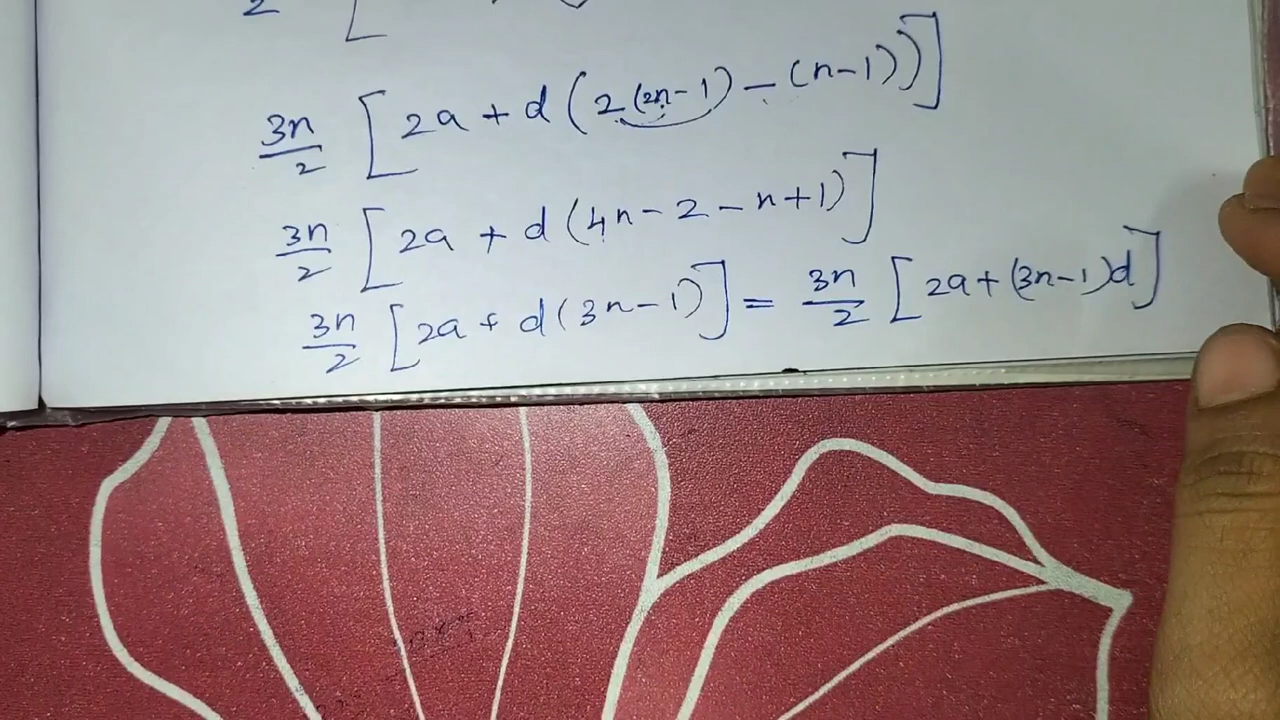 2 [
3n/2 [2a + d (2(2n-1) - (n-1))]
3n/2 [2a + d (4n - 2 - n + 1)]
3n/2 [2a + d (3n - 1)] = 3n/2 [2a + (3n-1)d]